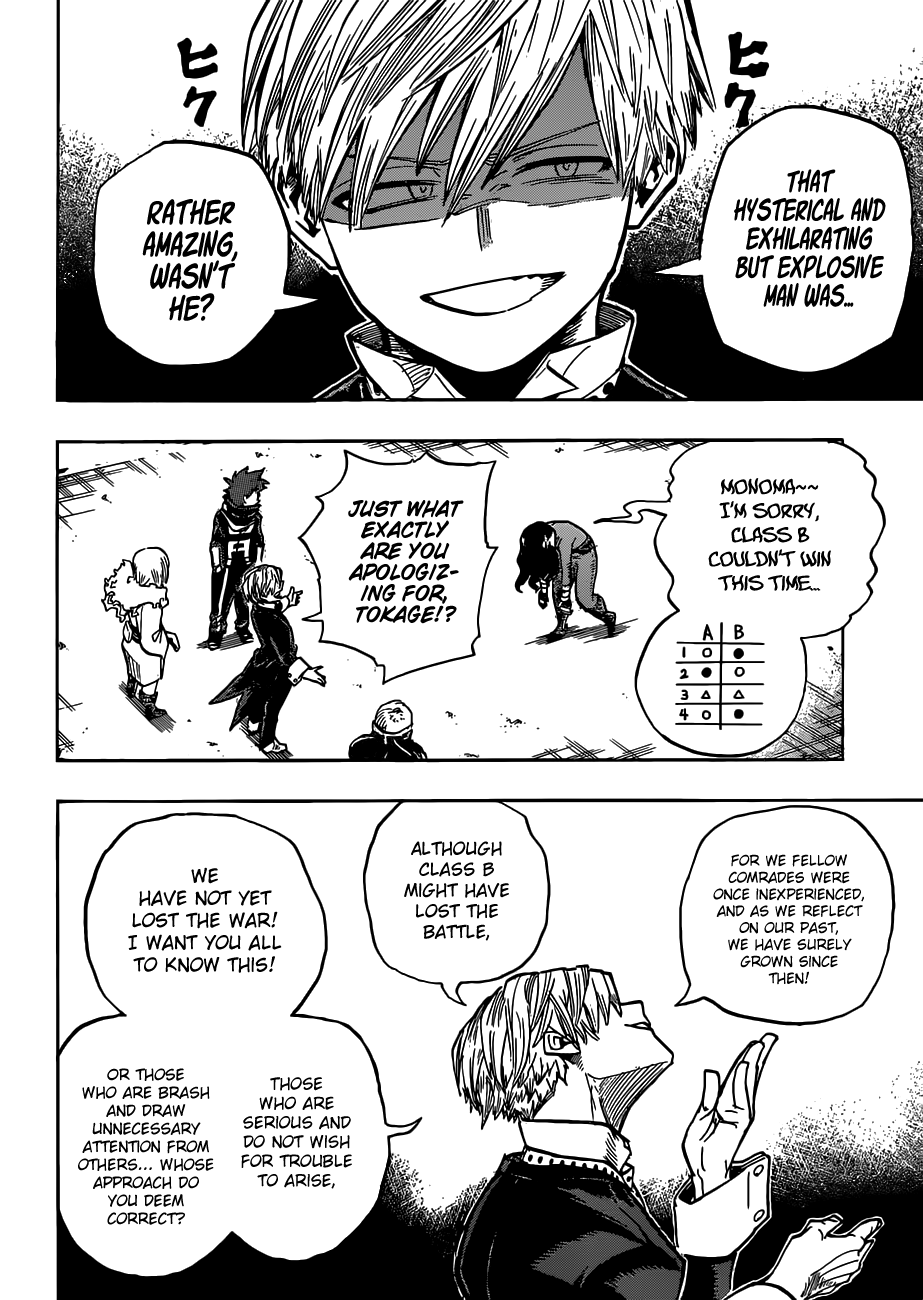 ヒク
THAT
HYSTERICAL AND
EXHILARATING
BUT EXPLOSIVE
MAN WAS...
ヒク
RATHER
AMAZING,
WASN'T
HE?
MONOMA~~
I'M SORRY,
CLASS B
COULDN'T WIN
THIS TIME...
A B
1 ○ ●
2 ● ○
3 △ △
4 ○ ●
JUST WHAT
EXACTLY
ARE YOU
APOLOGIZ-
ING FOR,
TOKAGE!?
FOR WE FELLOW
COMRADES WERE
ONCE INEXPERIENCED,
AND AS WE REFLECT
ON OUR PAST,
WE HAVE SURELY
GROWN SINCE
THEN!
ALTHOUGH
CLASS B
MIGHT HAVE
LOST THE
BATTLE,
WE
HAVE NOT YET
LOST THE WAR!
I WANT YOU ALL
TO KNOW THIS!
THOSE
WHO ARE
SERIOUS AND
DO NOT WISH
FOR TROUBLE
TO ARISE,
OR THOSE
WHO ARE BRASH
AND DRAW
UNNECESSARY
ATTENTION FROM
OTHERS... WHOSE
APPROACH DO
YOU DEEM
CORRECT?